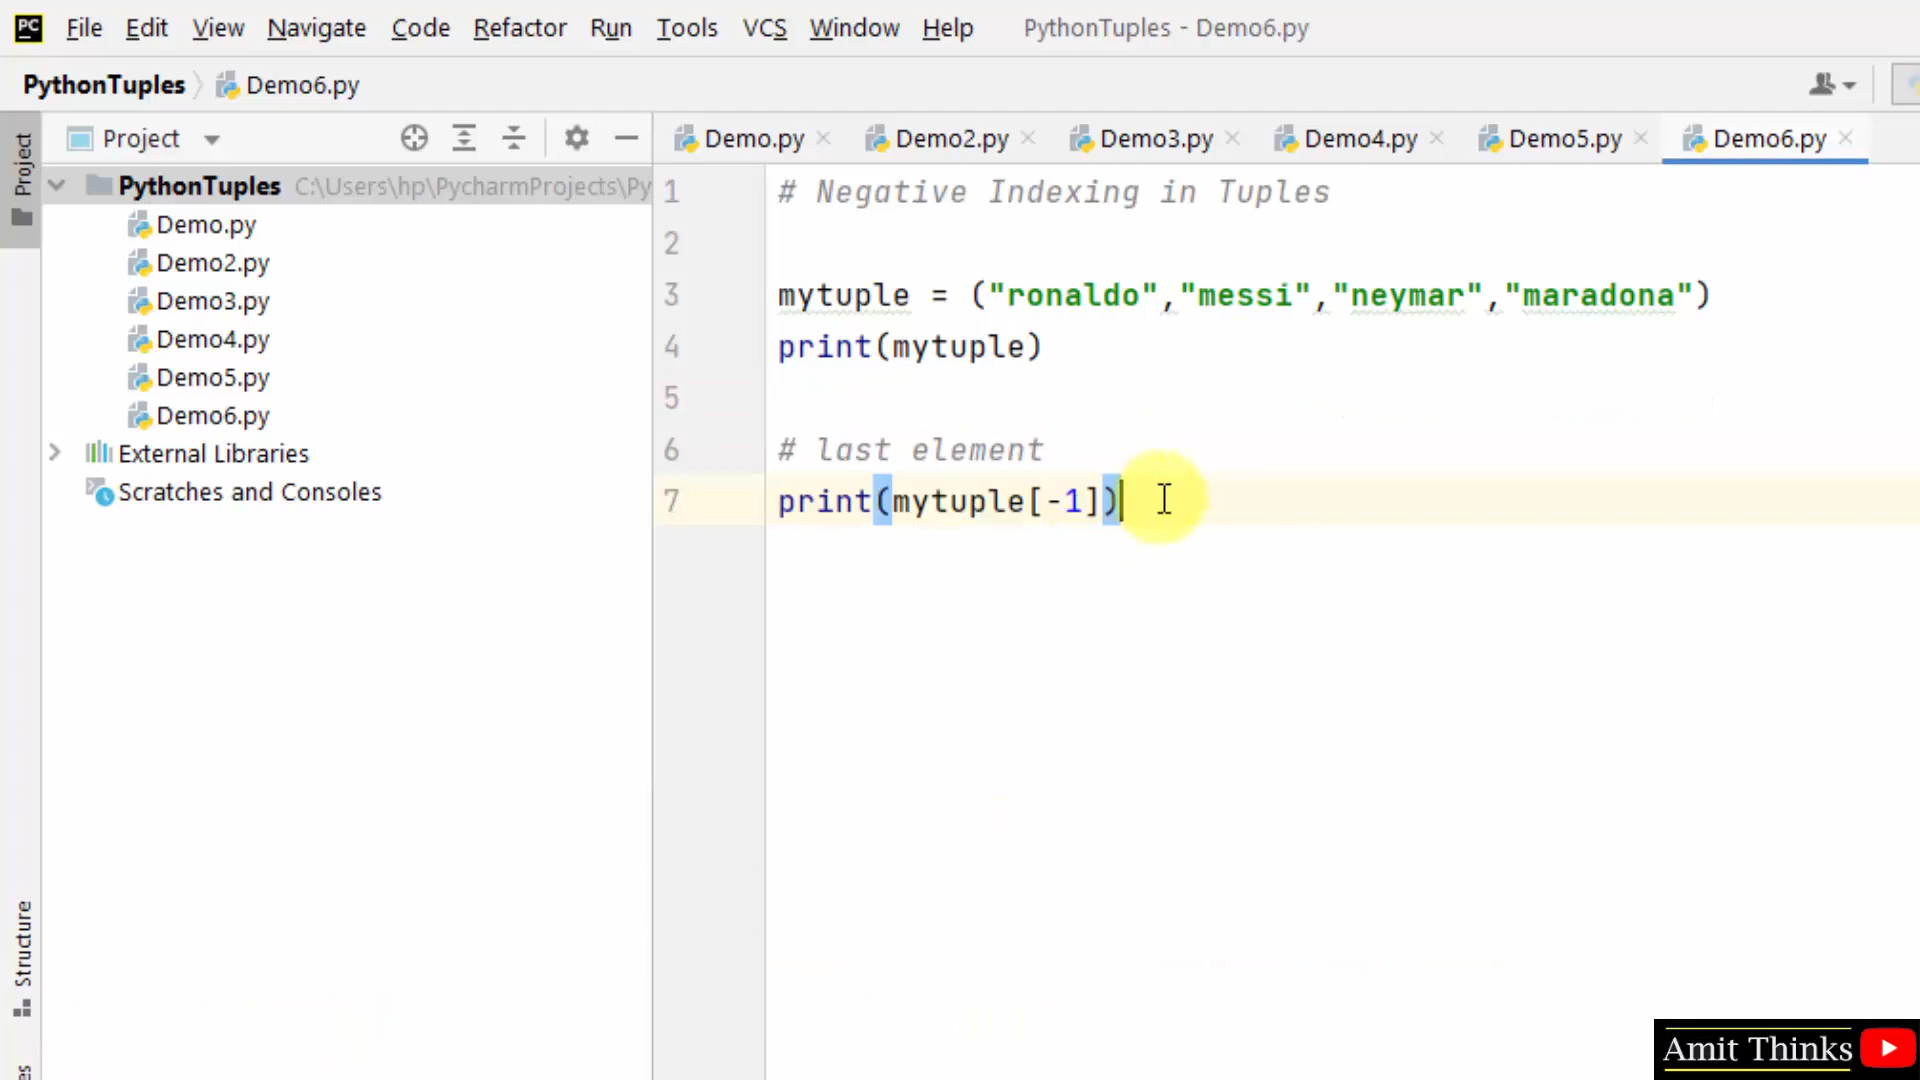 PC File Edit View Navigate Code Refactor Run Tools VCS Window Help PythonTuples - Demo6.py
PythonTuples Demo6.py
Project
Project Demo.py Demo2.py Demo3.py Demo4.py Demo5.py Demo6.py
PythonTuples C:\Users\hp\PycharmProjects\Py
Demo.py
Demo2.py
Demo3.py
Demo4.py
Demo5.py
Demo6.py
External Libraries
Scratches and Consoles
1 # Negative Indexing in Tuples
2
3 mytuple = ("ronaldo","messi","neymar","maradona")
4 print(mytuple)
5
6 # last element
7 print(mytuple[-1])
Structure
es
Amit Thinks